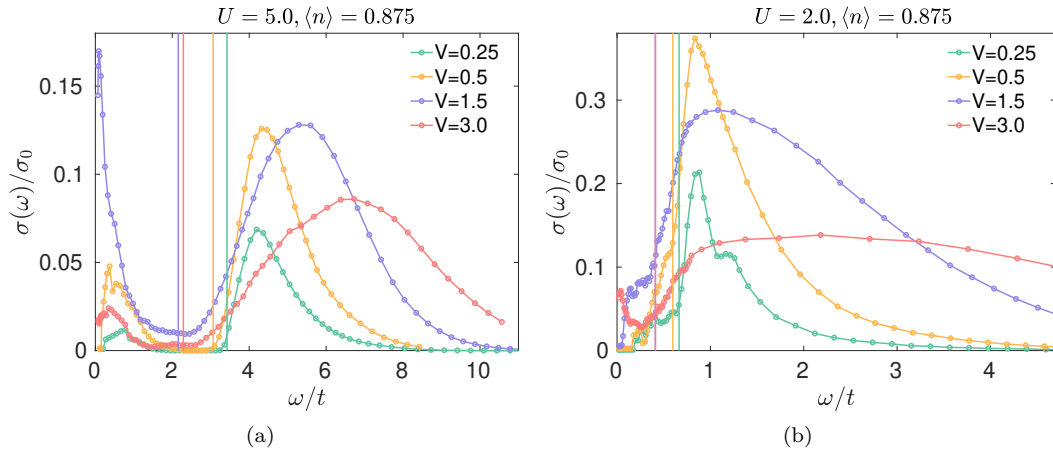 U = 5.0, ⟨n⟩ = 0.875
σ(ω)/σ₀
0.15
0.1
0.05
0
V=0.25
V=0.5
V=1.5
V=3.0
0 2 4 6 8 10
ω/t
(a)
U = 2.0, ⟨n⟩ = 0.875
σ(ω)/σ₀
0.3
0.2
0.1
0
V=0.25
V=0.5
V=1.5
V=3.0
0 1 2 3 4
ω/t
(b)